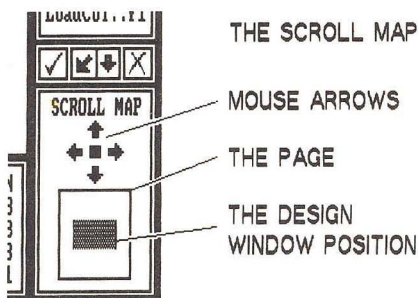 THE SCROLL MAP
SCROLL MAP
MOUSE ARROWS
THE PAGE
THE DESIGN
WINDOW POSITION